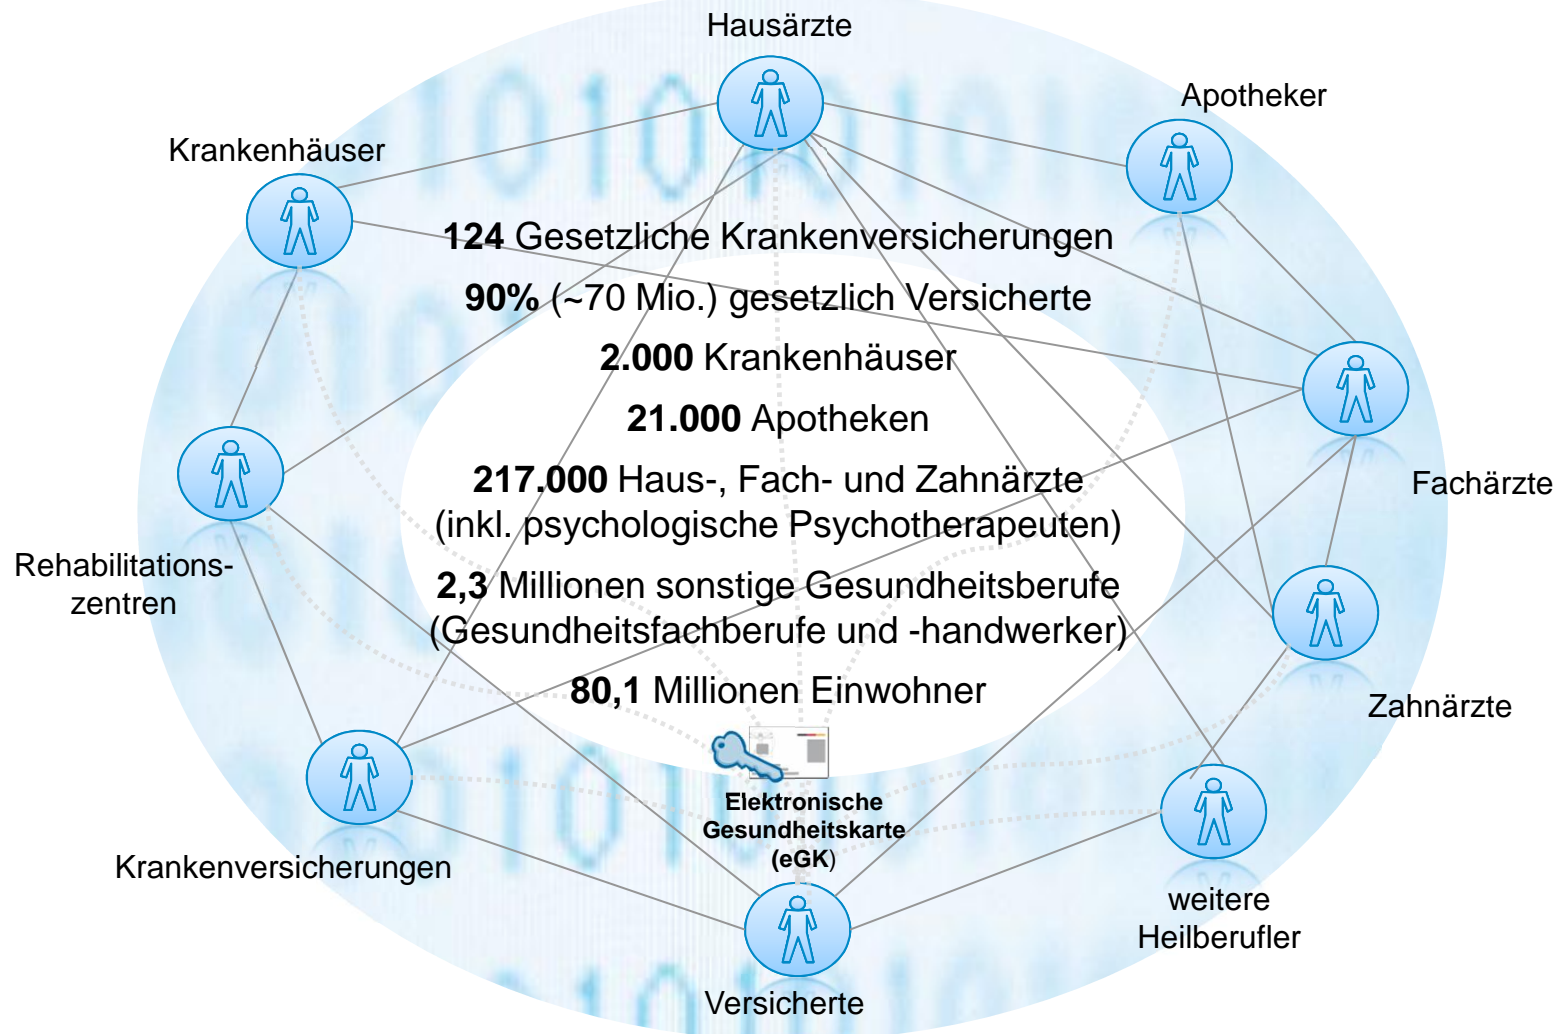 Hausärzte
Apotheker
Krankenhäuser
124 Gesetzliche Krankenversicherungen
90% (~70 Mio.) gesetzlich Versicherte
2.000 Krankenhäuser
21.000 Apotheken
217.000 Haus-, Fach- und Zahnärzte
(inkl. psychologische Psychotherapeuten)
2,3 Millionen sonstige Gesundheitsberufe
(Gesundheitsfachberufe und -handwerker)
80,1 Millionen Einwohner
Fachärzte
Rehabilitations-
zentren
Zahnärzte
Elektronische
Gesundheitskarte
(eGK)
Krankenversicherungen
weitere
Heilberufler
Versicherte